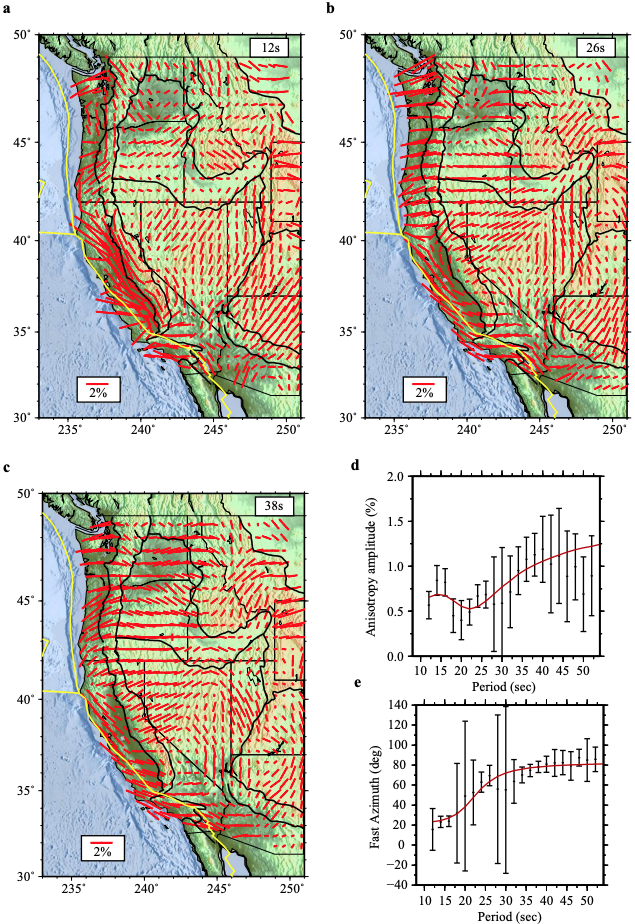 a
12s
50°
45°
40°
35°
30°
2%
235° 240° 245° 250°
b
26s
50°
45°
40°
35°
30°
2%
235° 240° 245° 250°
c
38s
50°
45°
40°
35°
30°
2%
235° 240° 245° 250°
d
Anisotropy amplitude (%)
2.0
1.5
1.0
0.5
0.0
10 15 20 25 30 35 40 45 50
Period (sec)
e
Fast Azimuth (deg)
140
120
100
80
60
40
20
0
−20
−40
10 15 20 25 30 35 40 45 50
Period (sec)